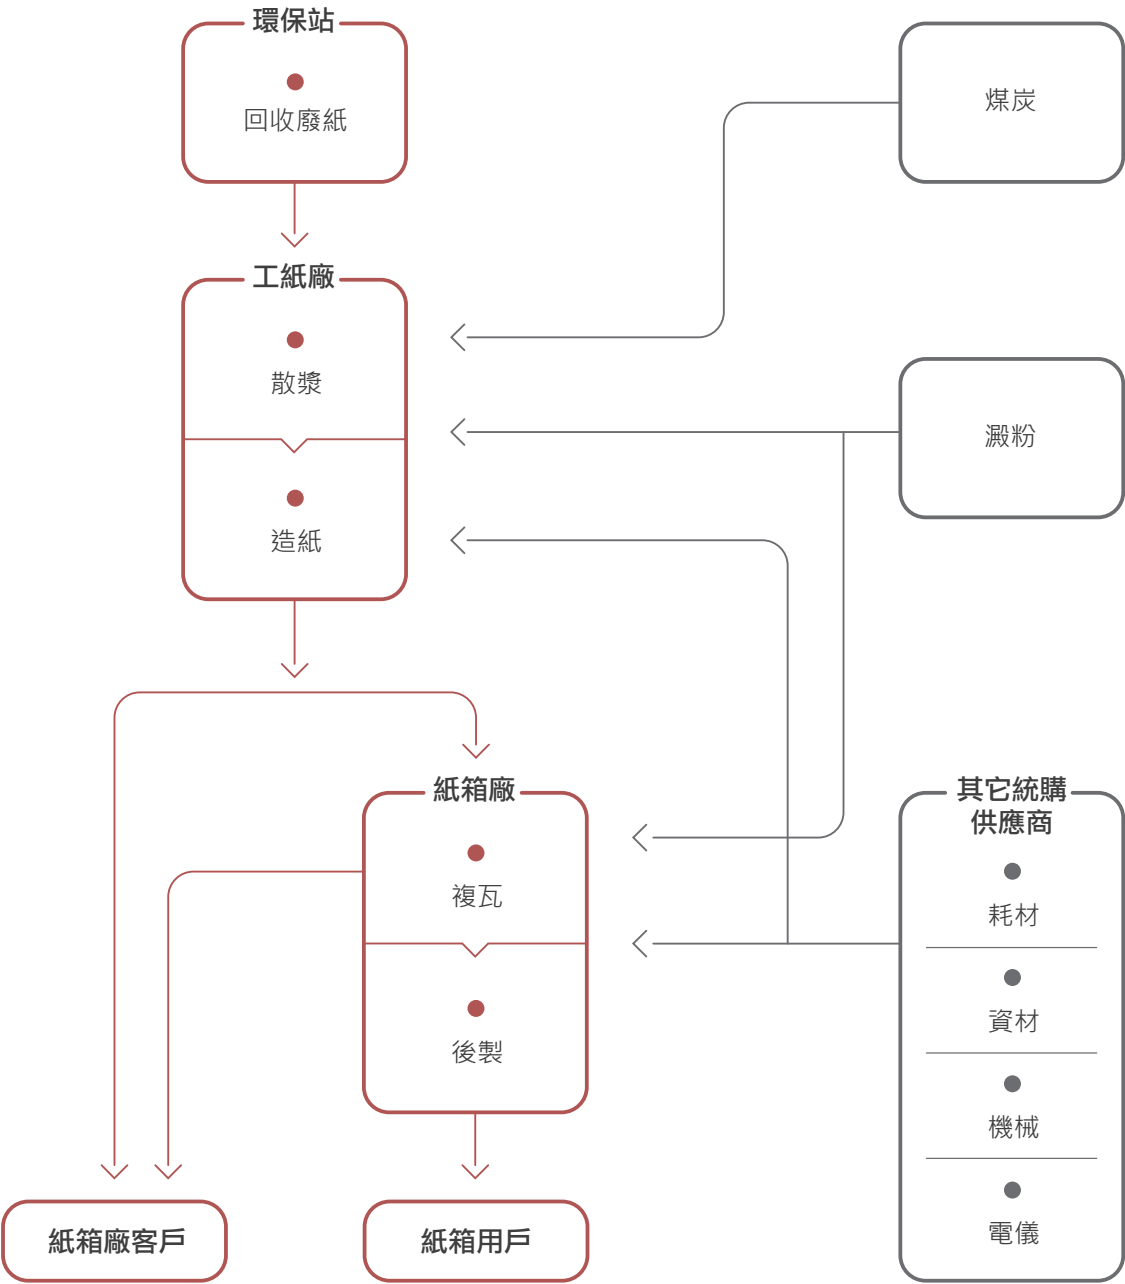 環保站
回收廢紙
煤炭
工紙廠
散漿
造紙
澱粉
紙箱廠
複瓦
後製
其它統購
供應商
耗材
資材
機械
電儀
紙箱廠客戶
紙箱用戶